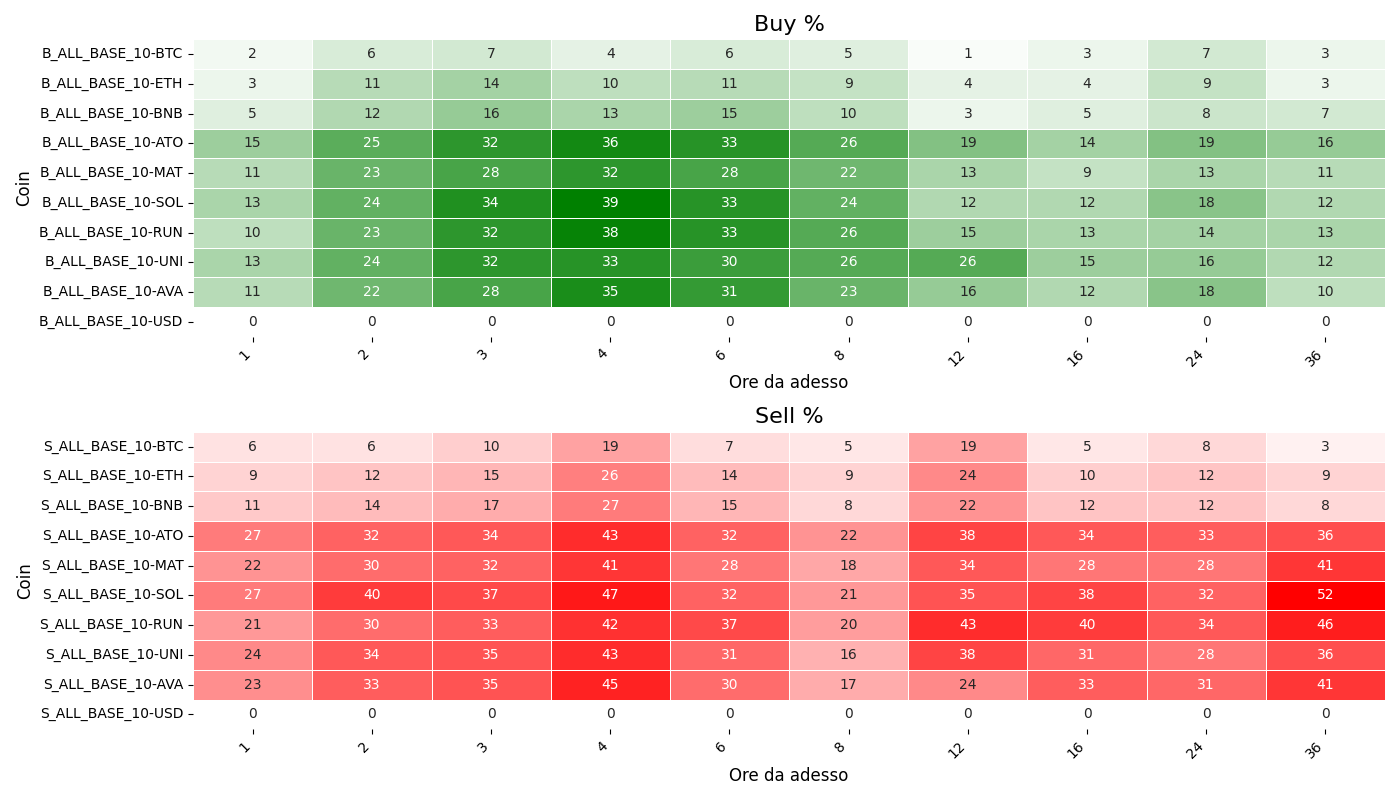 Buy %
Coin
B_ALL_BASE_10-BTC 2 6 7 4 6 5 1 3 7 3
B_ALL_BASE_10-ETH 3 11 14 10 11 9 4 4 9 3
B_ALL_BASE_10-BNB 5 12 16 13 15 10 3 5 8 7
B_ALL_BASE_10-ATO 15 25 32 36 33 26 19 14 19 16
B_ALL_BASE_10-MAT 11 23 28 32 28 22 13 9 13 11
B_ALL_BASE_10-SOL 13 24 34 39 33 24 12 12 18 12
B_ALL_BASE_10-RUN 10 23 32 38 33 26 15 13 14 13
B_ALL_BASE_10-UNI 13 24 32 33 30 26 26 15 16 12
B_ALL_BASE_10-AVA 11 22 28 35 31 23 16 12 18 10
B_ALL_BASE_10-USD 0 0 0 0 0 0 0 0 0 0
1 2 3 4 6 8 12 16 24 36
Ore da adesso
Sell %
Coin
S_ALL_BASE_10-BTC 6 6 10 19 7 5 19 5 8 3
S_ALL_BASE_10-ETH 9 12 15 26 14 9 24 10 12 9
S_ALL_BASE_10-BNB 11 14 17 27 15 8 22 12 12 8
S_ALL_BASE_10-ATO 27 32 34 43 32 22 38 34 33 36
S_ALL_BASE_10-MAT 22 30 32 41 28 18 34 28 28 41
S_ALL_BASE_10-SOL 27 40 37 47 32 21 35 38 32 52
S_ALL_BASE_10-RUN 21 30 33 42 37 20 43 40 34 46
S_ALL_BASE_10-UNI 24 34 35 43 31 16 38 31 28 36
S_ALL_BASE_10-AVA 23 33 35 45 30 17 24 33 31 41
S_ALL_BASE_10-USD 0 0 0 0 0 0 0 0 0 0
1 2 3 4 6 8 12 16 24 36
Ore da adesso